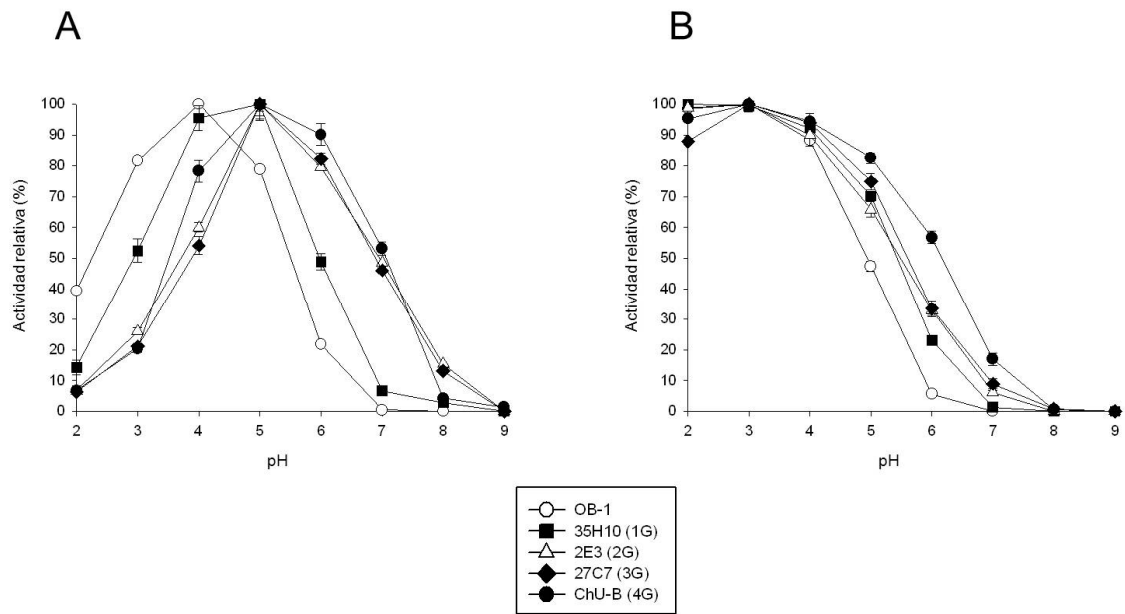 A
B
Actividad relativa (%)
100
90
80
70
60
50
40
30
20
10
0
2 3 4 5 6 7 8 9
pH
Actividad relativa (%)
100
90
80
70
60
50
40
30
20
10
0
2 3 4 5 6 7 8 9
pH
OB-1
35H10 (1G)
2E3 (2G)
27C7 (3G)
ChU-B (4G)